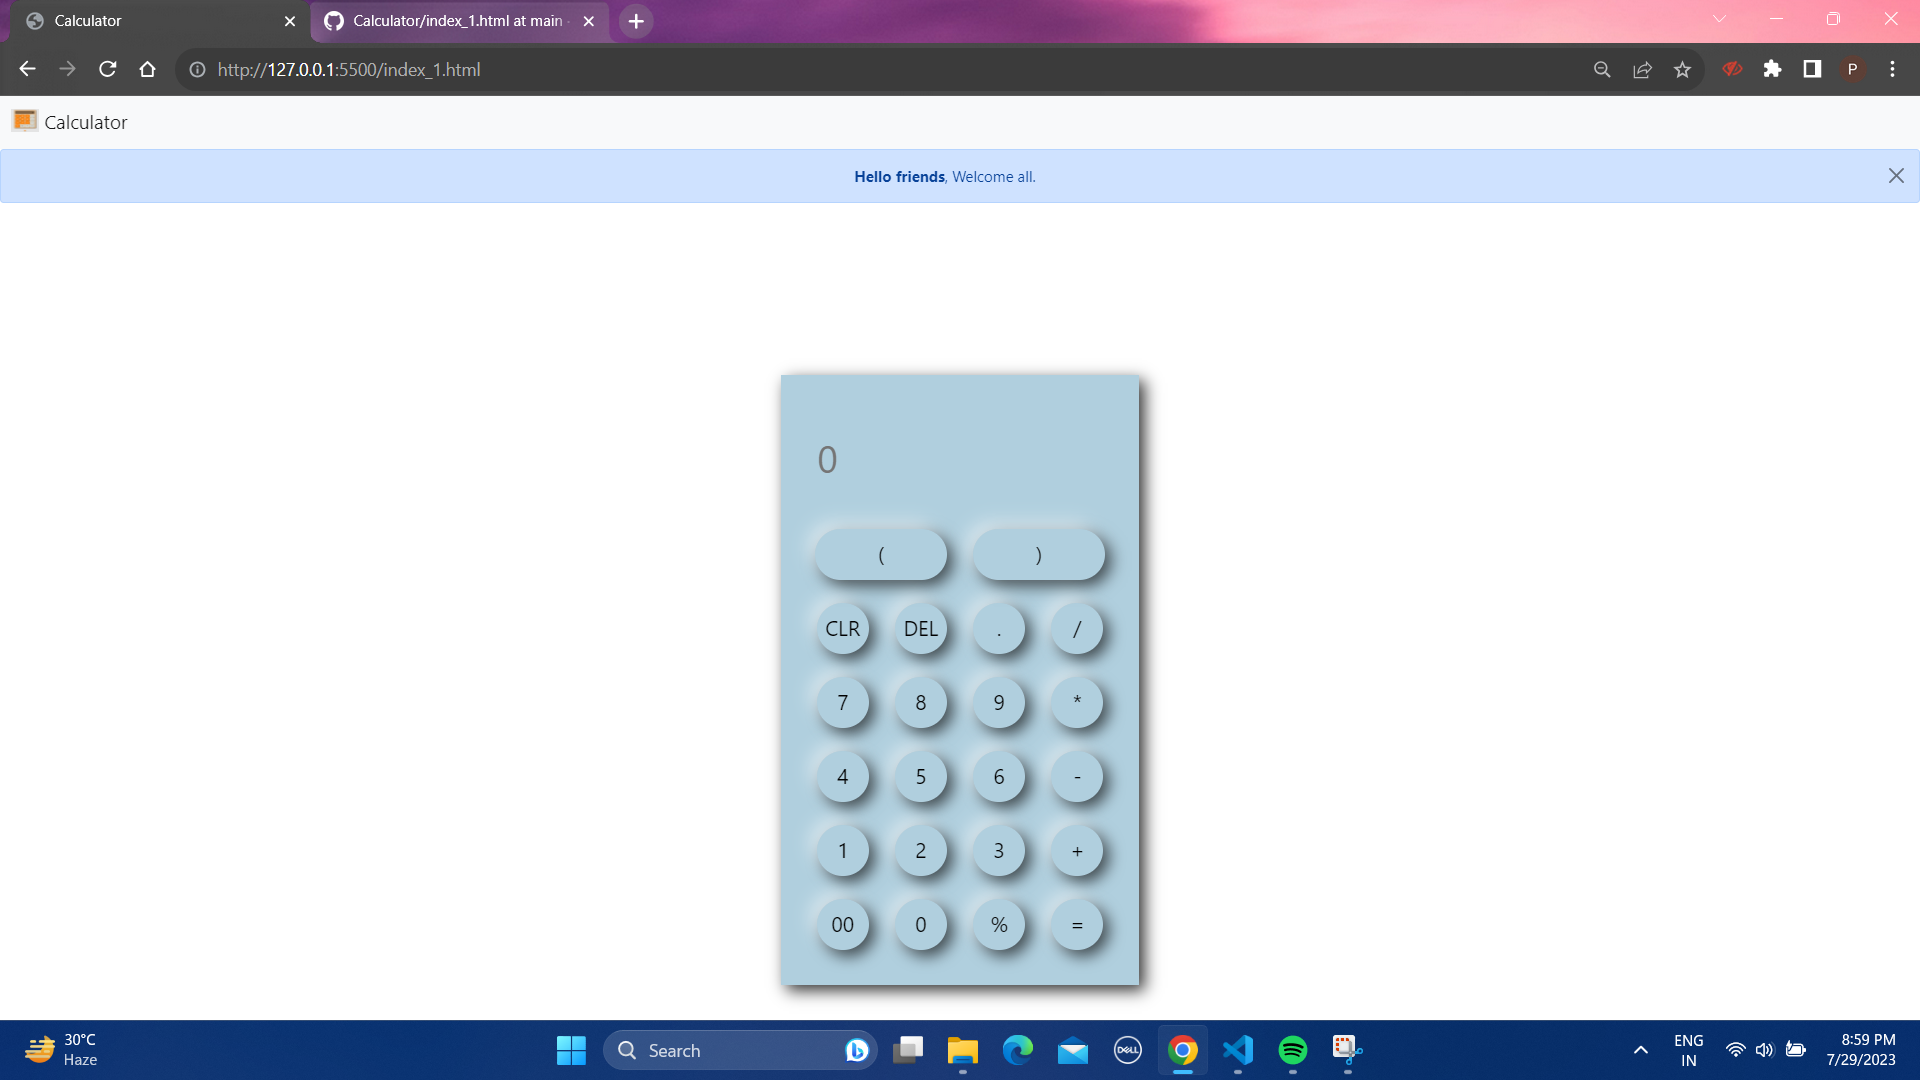 Calculator
Calculator/index_1.html at main
http://127.0.0.1:5500/index_1.html
P
Calculator
Hello friends, Welcome all.
0
( )
CLR DEL . /
7 8 9 *
4 5 6 -
1 2 3 +
00 0 % =
30°C
Haze
Search
DELL
ENG
IN
8:59 PM
7/29/2023